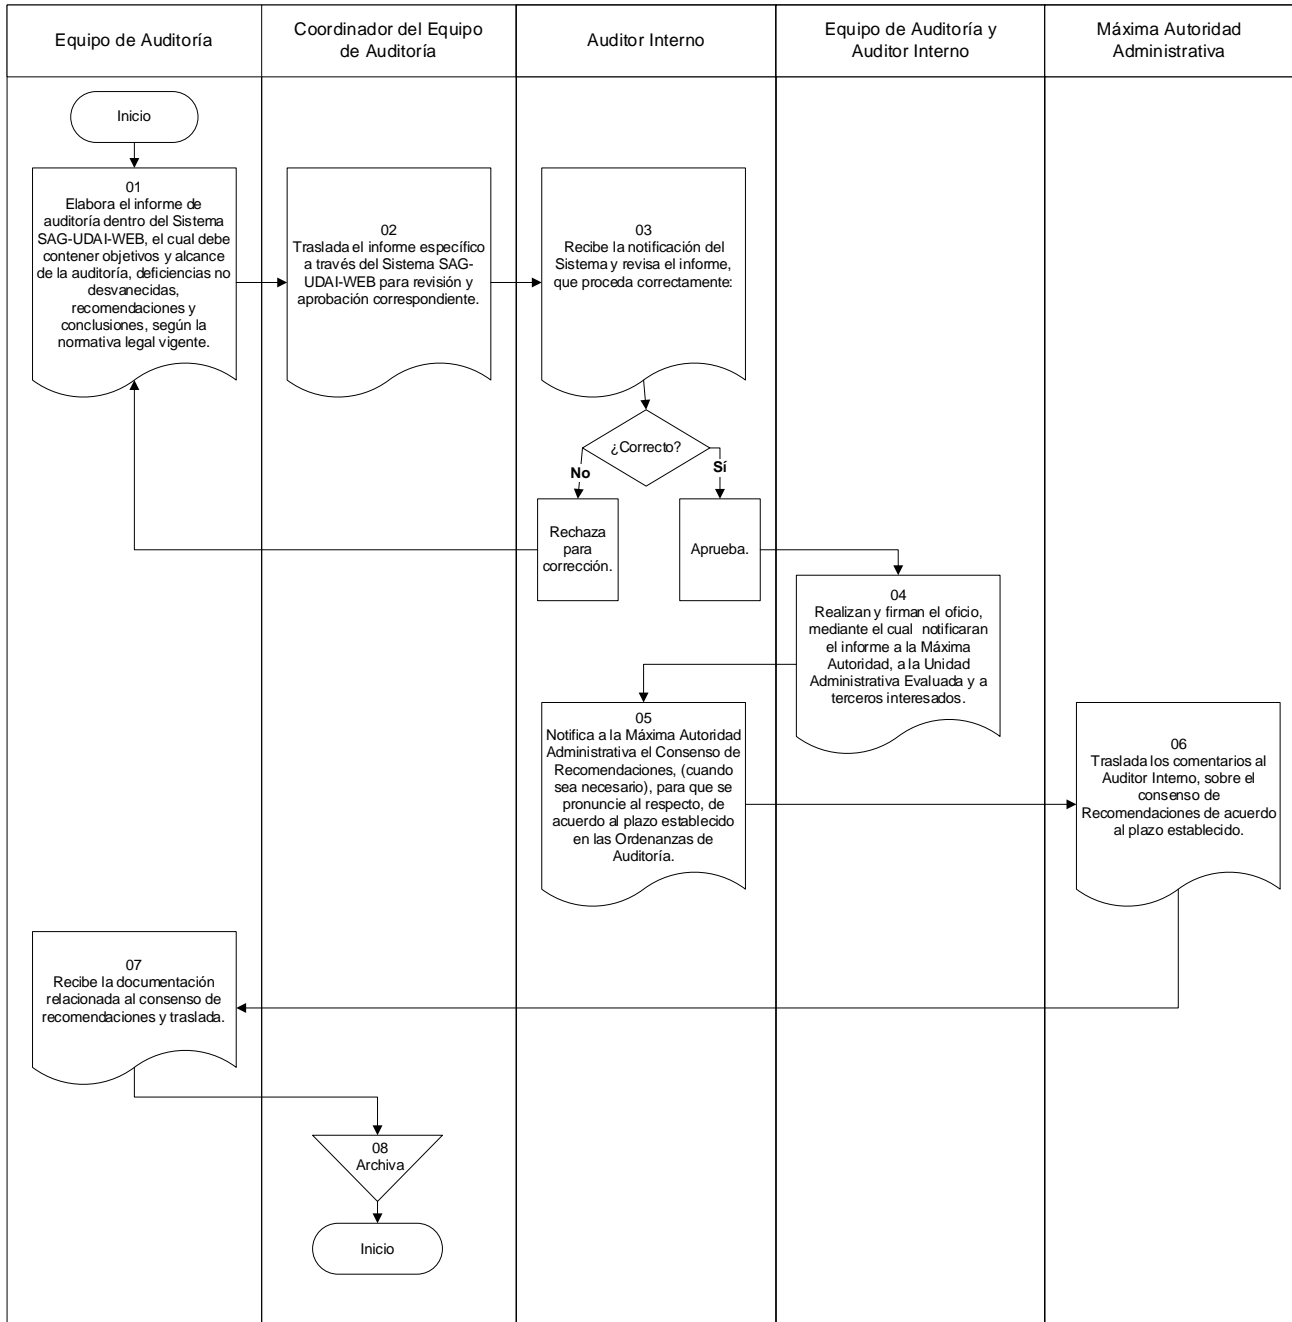 Equipo de Auditoría
Coordinador del Equipo
de Auditoría
Auditor Interno
Equipo de Auditoría y
Auditor Interno
Máxima Autoridad
Administrativa
Inicio
01
Elabora el informe de
auditoría dentro del Sistema
SAG-UDAI-WEB, el cual debe
contener objetivos y alcance
de la auditoría, deficiencias no
desvanecidas,
recomendaciones y
conclusiones, según la
normativa legal vigente.
02
Traslada el informe específico
a través del Sistema SAG-
UDAI-WEB para revisión y
aprobación correspondiente.
03
Recibe la notificación del
Sistema y revisa el informe,
que proceda correctamente:
¿Correcto?
No
Sí
Rechaza
para
corrección.
Aprueba.
04
Realizan y firman el oficio,
mediante el cual notificaran
el informe a la Máxima
Autoridad, a la Unidad
Administrativa Evaluada y a
terceros interesados.
05
Notifica a la Máxima Autoridad
Administrativa el Consenso de
Recomendaciones, (cuando
sea necesario), para que se
pronuncie al respecto, de
acuerdo al plazo establecido
en las Ordenanzas de
Auditoría.
06
Traslada los comentarios al
Auditor Interno, sobre el
consenso de
Recomendaciones de acuerdo
al plazo establecido.
07
Recibe la documentación
relacionada al consenso de
recomendaciones y traslada.
08
Archiva
Inicio